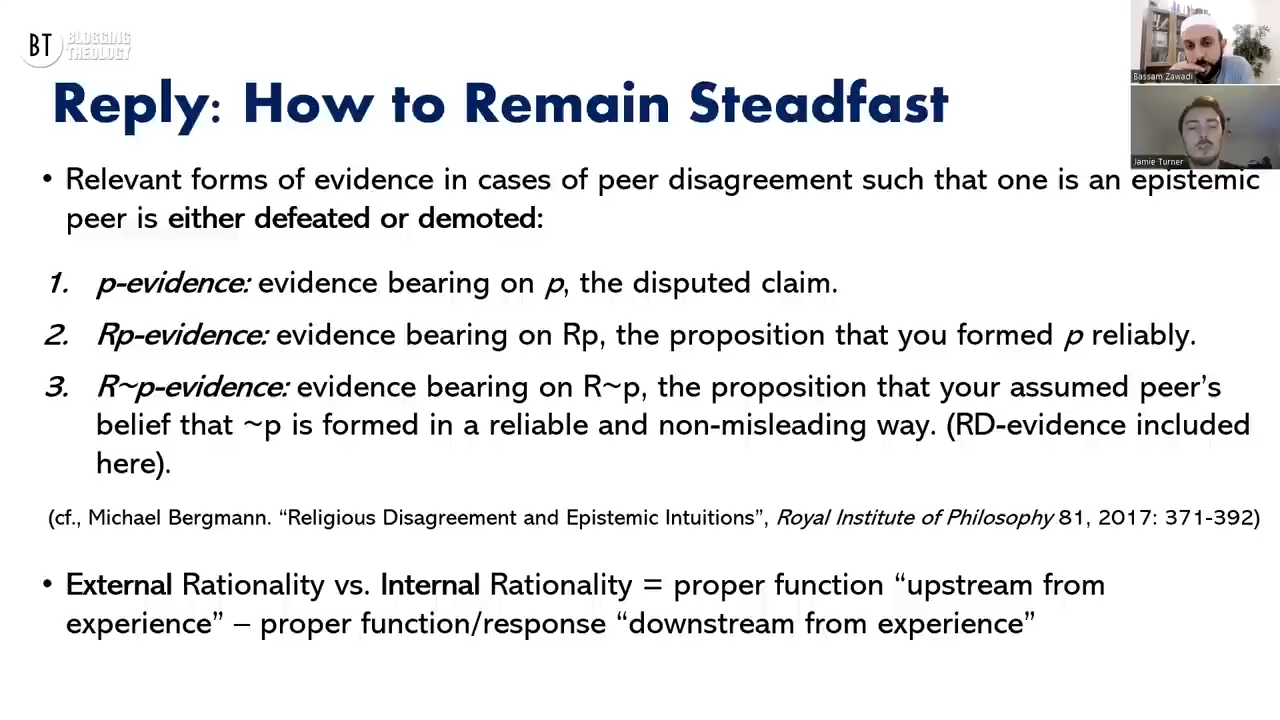 BT BLOGGING
THEOLOGY
Bassam Zawadi
Jamie Turner
Reply: How to Remain Steadfast
• Relevant forms of evidence in cases of peer disagreement such that one is an epistemic
peer is either defeated or demoted:
1. p-evidence: evidence bearing on p, the disputed claim.
2. Rp-evidence: evidence bearing on Rp, the proposition that you formed p reliably.
3. R~p-evidence: evidence bearing on R~p, the proposition that your assumed peer’s
belief that ~p is formed in a reliable and non-misleading way. (RD-evidence included
here).
(cf., Michael Bergmann. “Religious Disagreement and Epistemic Intuitions”, Royal Institute of Philosophy 81, 2017: 371-392)
• External Rationality vs. Internal Rationality = proper function “upstream from
experience” – proper function/response “downstream from experience”